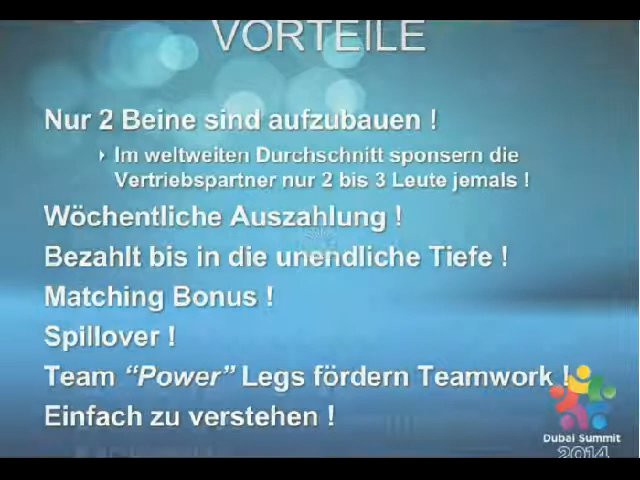 VORTEILE
Nur 2 Beine sind aufzubauen !
Im weltweiten Durchschnitt sponsern die
Vertriebspartner nur 2 bis 3 Leute jemals !
Wöchentliche Auszahlung !
Bezahlt bis in die unendliche Tiefe !
Matching Bonus !
Spillover !
Team “Power” Legs fördern Teamwork !
Einfach zu verstehen !
Dubai Summit
2014